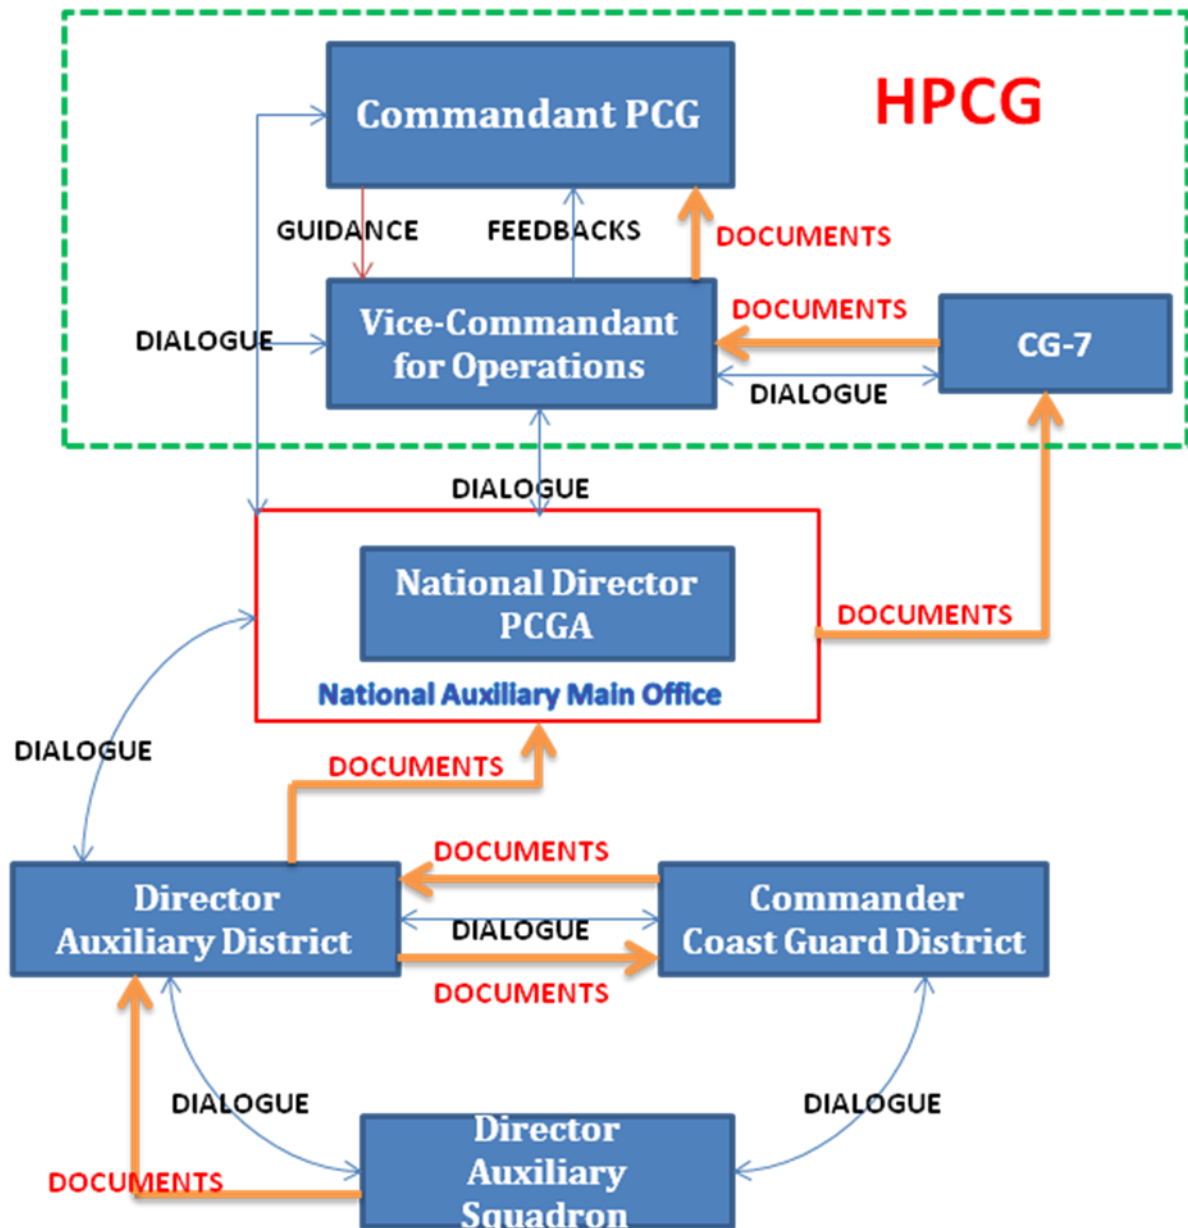 Commandant PCG
HPCG
GUIDANCE
FEEDBACKS
DOCUMENTS
DOCUMENTS
Vice-Commandant
for Operations
CG-7
DIALOGUE
DIALOGUE
DIALOGUE
National Director
PCGA
National Auxiliary Main Office
DOCUMENTS
DIALOGUE
DOCUMENTS
DOCUMENTS
Director
Auxiliary District
Commander
Coast Guard District
DIALOGUE
DOCUMENTS
DIALOGUE
DIALOGUE
Director
Auxiliary
Squadron
DOCUMENTS